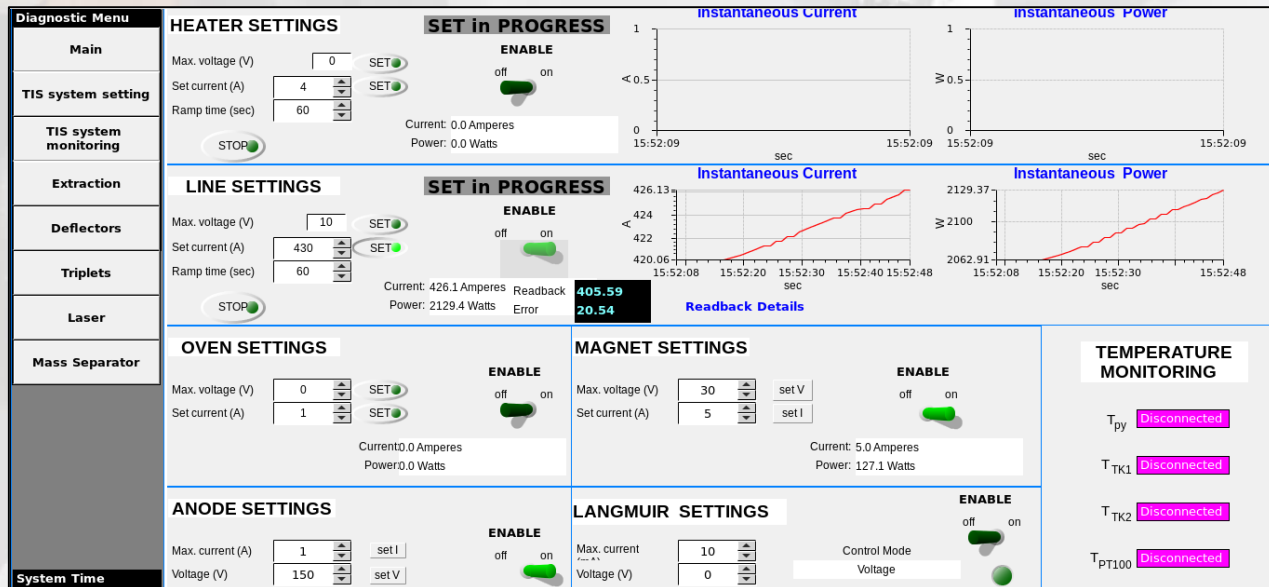 Diagnostic Menu
Main
TIS system setting
TIS system
monitoring
Extraction
Deflectors
Triplets
Laser
Mass Separator
System Time
HEATER SETTINGS
SET in PROGRESS
ENABLE
off on
Max. voltage (V) 0 SET
Set current (A) 4 SET
Ramp time (sec) 60
STOP
Current: 0.0 Amperes
Power: 0.0 Watts
Instantaneous Current
1
A 0.5
0
15:52:09 15:52:09
sec
Instantaneous Power
1
W 0.5
0
15:52:09 15:52:09
sec
LINE SETTINGS
SET in PROGRESS
ENABLE
off on
Max. voltage (V) 10 SET
Set current (A) 430 SET
Ramp time (sec) 60
STOP
Current: 426.1 Amperes
Power: 2129.4 Watts
Readback 405.59
Error 20.54
Instantaneous Current
426.13
424
A
422
420.06
15:52:08 15:52:20 15:52:30 15:52:40 15:52:48
sec
Readback Details
Instantaneous Power
2129.37
W 2100
2062.91
15:52:08 15:52:20 15:52:30 15:52:48
sec
OVEN SETTINGS
ENABLE
off on
Max. voltage (V) 0 SET
Set current (A) 1 SET
Current: 0.0 Amperes
Power: 0.0 Watts
MAGNET SETTINGS
ENABLE
off on
Max. voltage (V) 30 set V
Set current (A) 5 set I
Current: 5.0 Amperes
Power: 127.1 Watts
TEMPERATURE
MONITORING
Tpy Disconnected
TTK1 Disconnected
TTK2 Disconnected
TPT100 Disconnected
ANODE SETTINGS
ENABLE
off on
Max. current (A) 1 set I
Voltage (V) 150 set V
LANGMUIR SETTINGS
ENABLE
off on
Max. current 10
Voltage (V) 0
Control Mode
Voltage